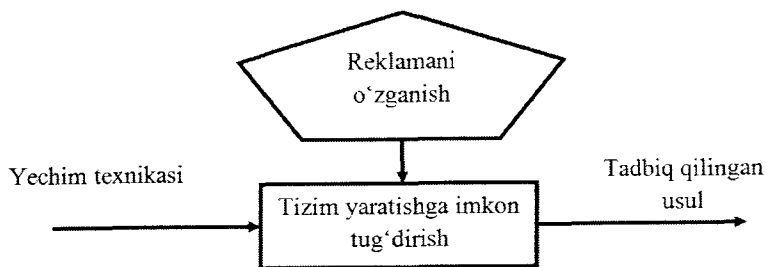 Reklamani
o‘zganish
Yechim texnikasi
Tizim yaratishga imkon
tug‘dirish
Tadbiq qilingan
usul